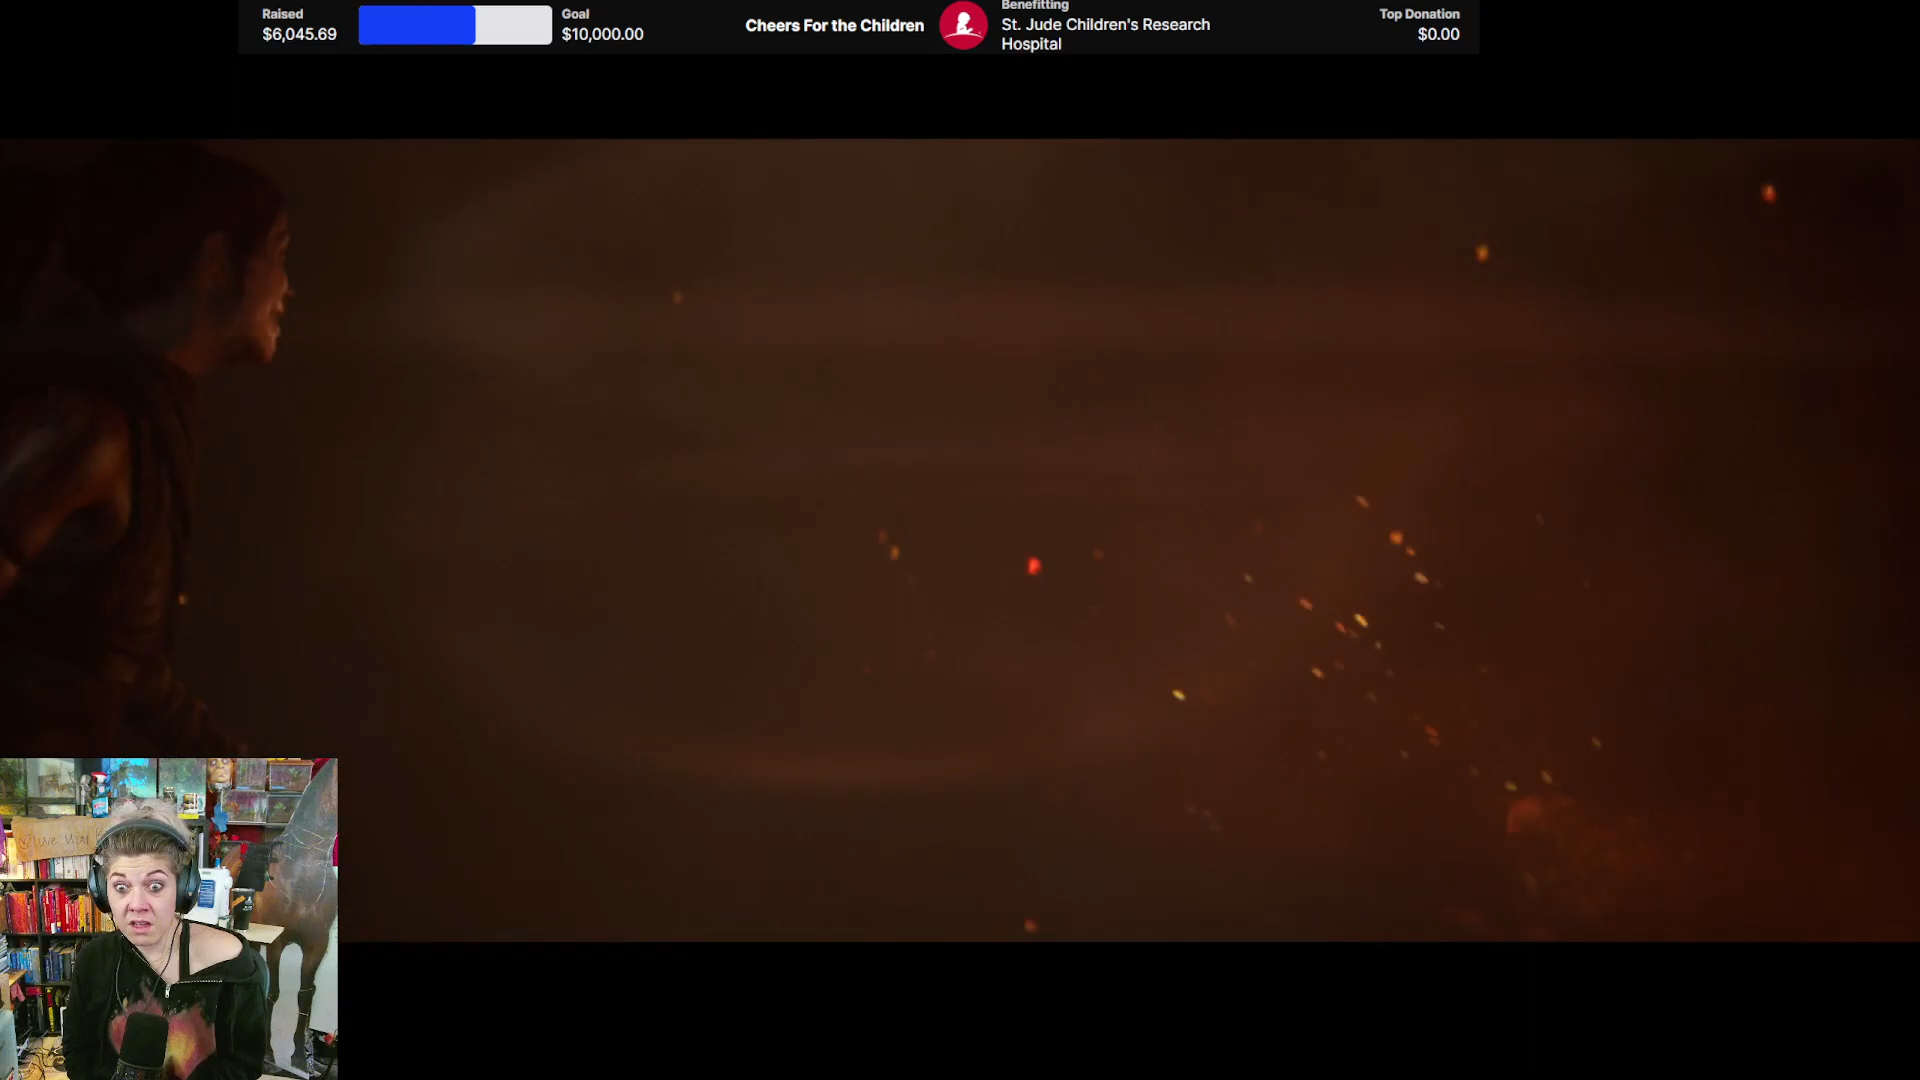 Raised
$6,045.69
Goal
$10,000.00
Cheers For the Children
Benefitting
St. Jude Children's Research
Hospital
Top Donation
$0.00